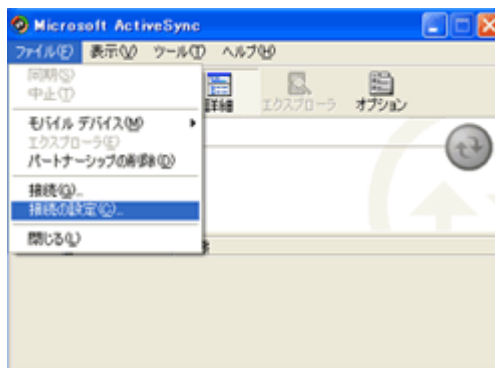 Microsoft ActiveSync
ファイル(F) 表示(V) ツール(T) ヘルプ(H)
同期(S)
中止(T)
詳細 エクスプローラ オプション
モバイル デバイス(M)
エクスプローラ(E)
パートナーシップの削除(D)
接続(G)...
接続の設定(C)...
閉じる(L)